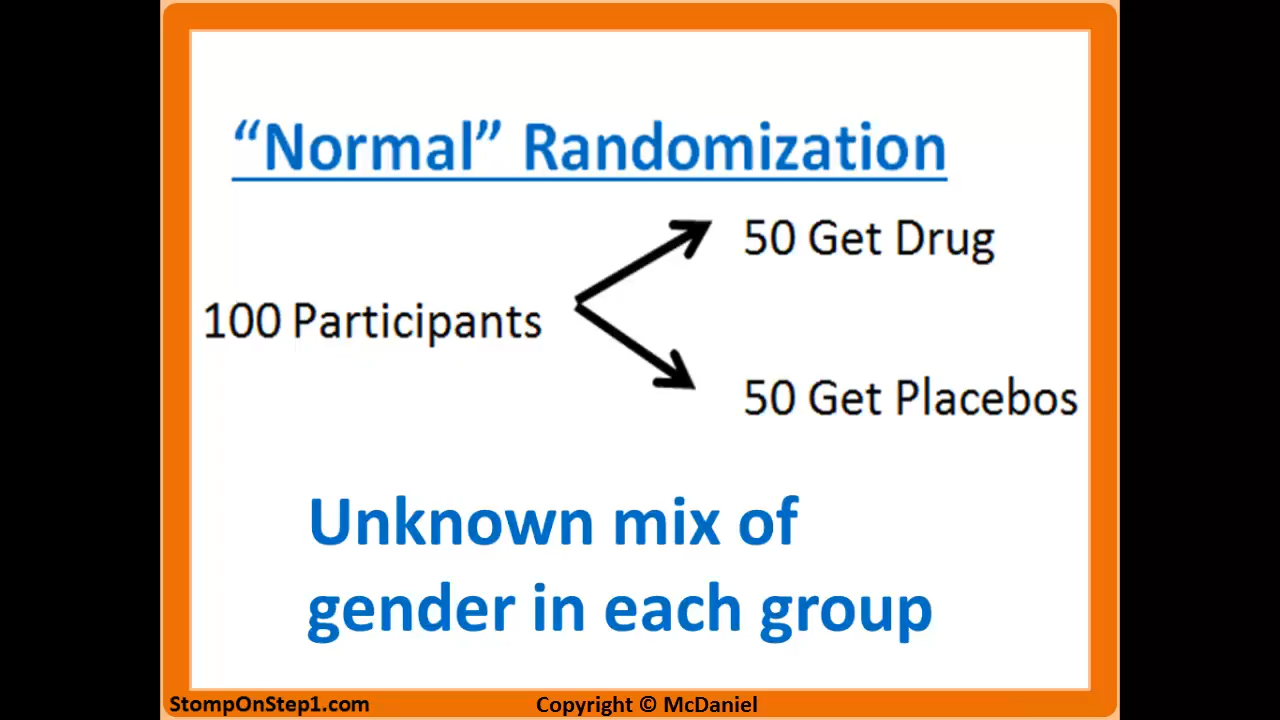 “Normal” Randomization
50 Get Drug
100 Participants
50 Get Placebos
Unknown mix of
gender in each group
StompOnStep1.com
Copyright © McDaniel